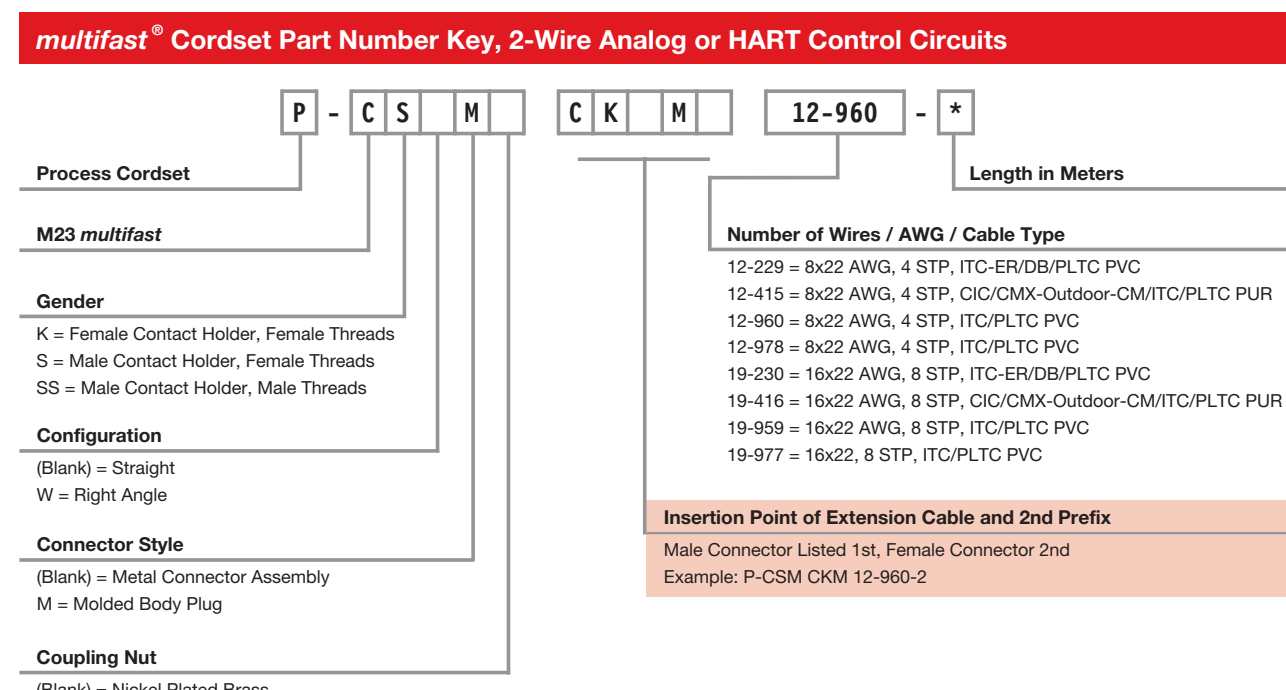 multifast® Cordset Part Number Key, 2-Wire Analog or HART Control Circuits
P - C S M C K M 12-960 - *
Process Cordset
M23 multifast
Gender
K = Female Contact Holder, Female Threads
S = Male Contact Holder, Female Threads
SS = Male Contact Holder, Male Threads
Configuration
(Blank) = Straight
W = Right Angle
Connector Style
(Blank) = Metal Connector Assembly
M = Molded Body Plug
Coupling Nut
(Blank) = Nickel Plated Brass
Length in Meters
Number of Wires / AWG / Cable Type
12-229 = 8x22 AWG, 4 STP, ITC-ER/DB/PLTC PVC
12-415 = 8x22 AWG, 4 STP, CIC/CMX-Outdoor-CM/ITC/PLTC PUR
12-960 = 8x22 AWG, 4 STP, ITC/PLTC PVC
12-978 = 8x22 AWG, 4 STP, ITC/PLTC PVC
19-230 = 16x22 AWG, 8 STP, ITC-ER/DB/PLTC PVC
19-416 = 16x22 AWG, 8 STP, CIC/CMX-Outdoor-CM/ITC/PLTC PUR
19-959 = 16x22 AWG, 8 STP, ITC/PLTC PVC
19-977 = 16x22, 8 STP, ITC/PLTC PVC
Insertion Point of Extension Cable and 2nd Prefix
Male Connector Listed 1st, Female Connector 2nd
Example: P-CSM CKM 12-960-2